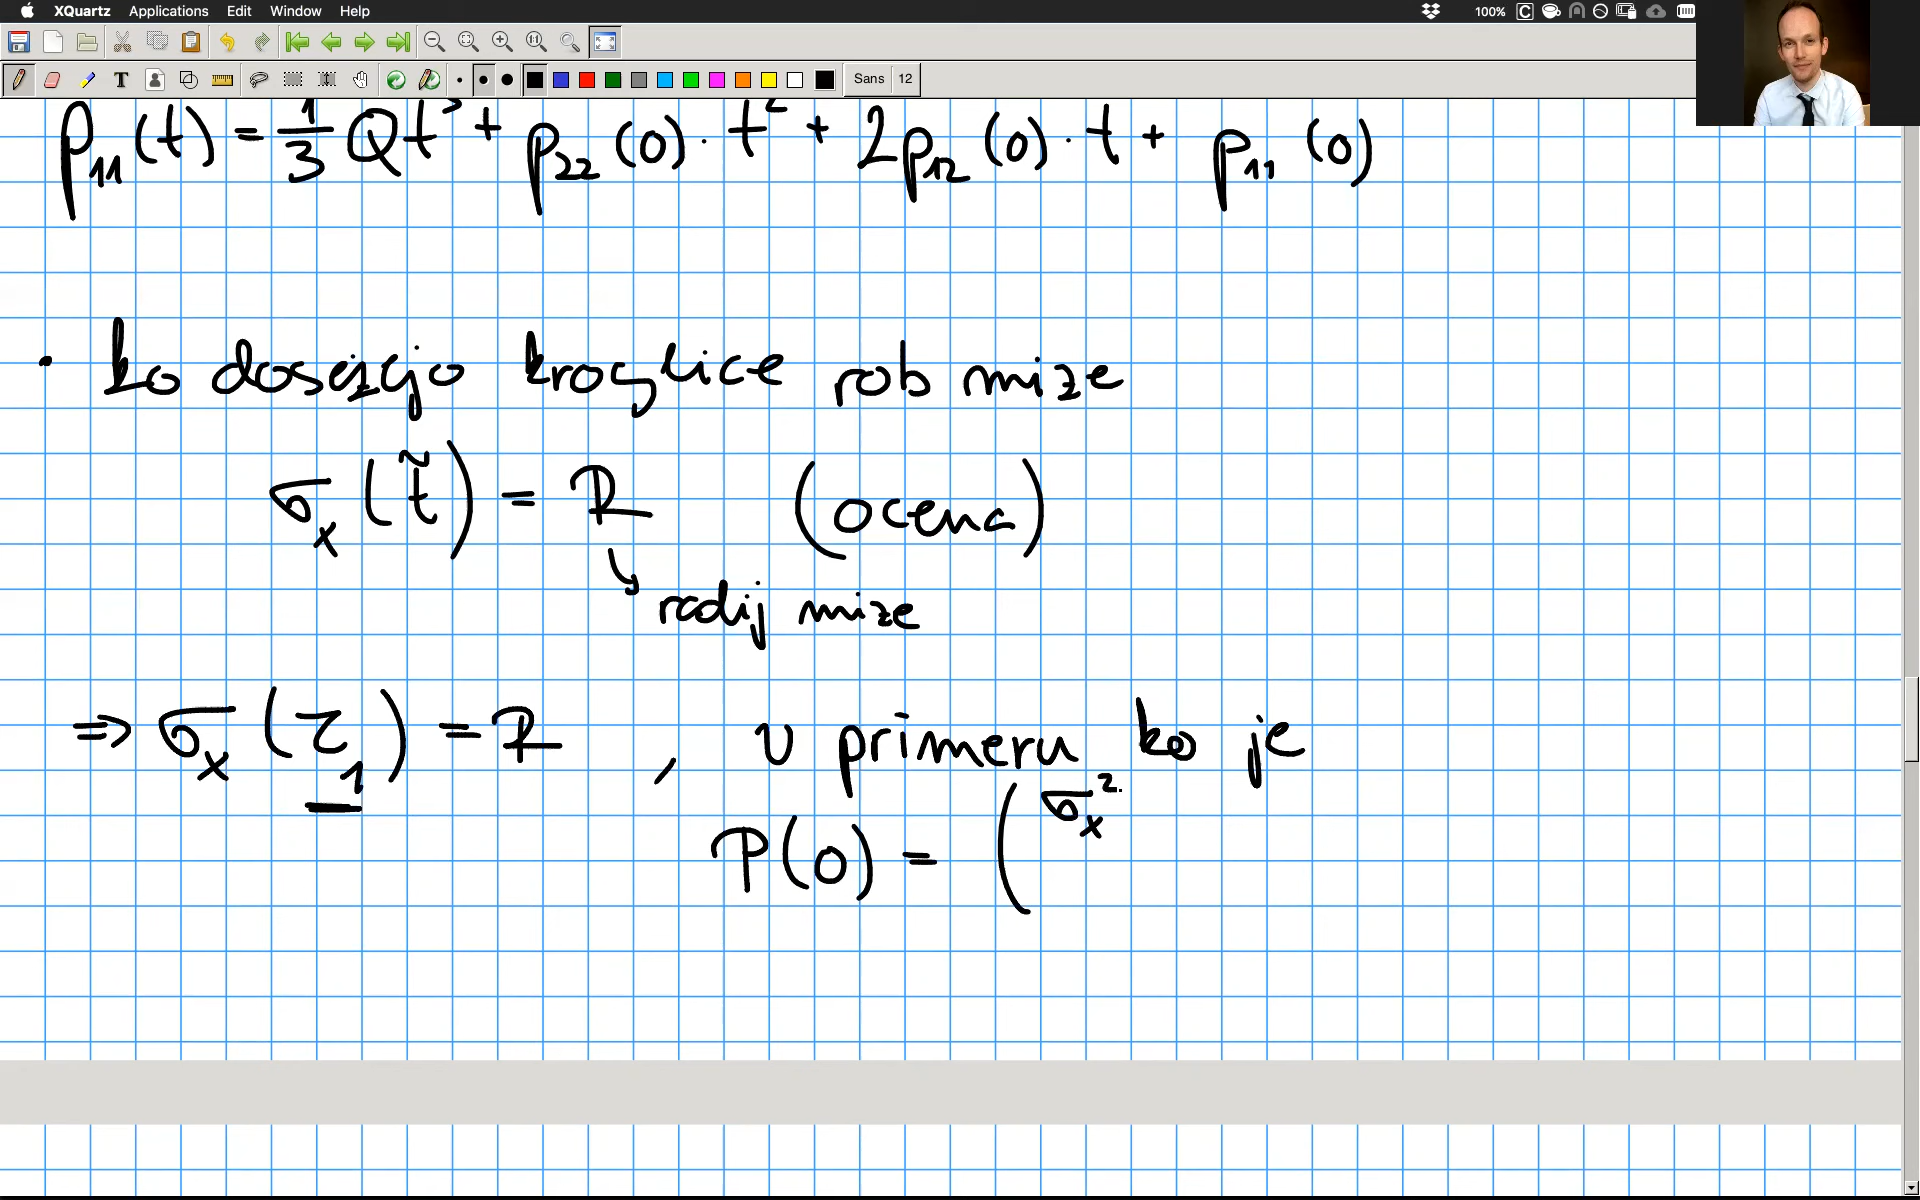 XQuartz Applications Edit Window Help 100%
T Sans 12
p₁₁(t) = 1/3 Qt³ + p₂₂(0)·t² + 2p₁₂(0)·t + p₁₁(0)
• ko dosežejo kroglice rob mize
σₓ(t̃) = R (ocena)
↳ radij mize
⇒ σₓ(τ₁) = R , v primeru ko je
P(0) = ( σₓ²